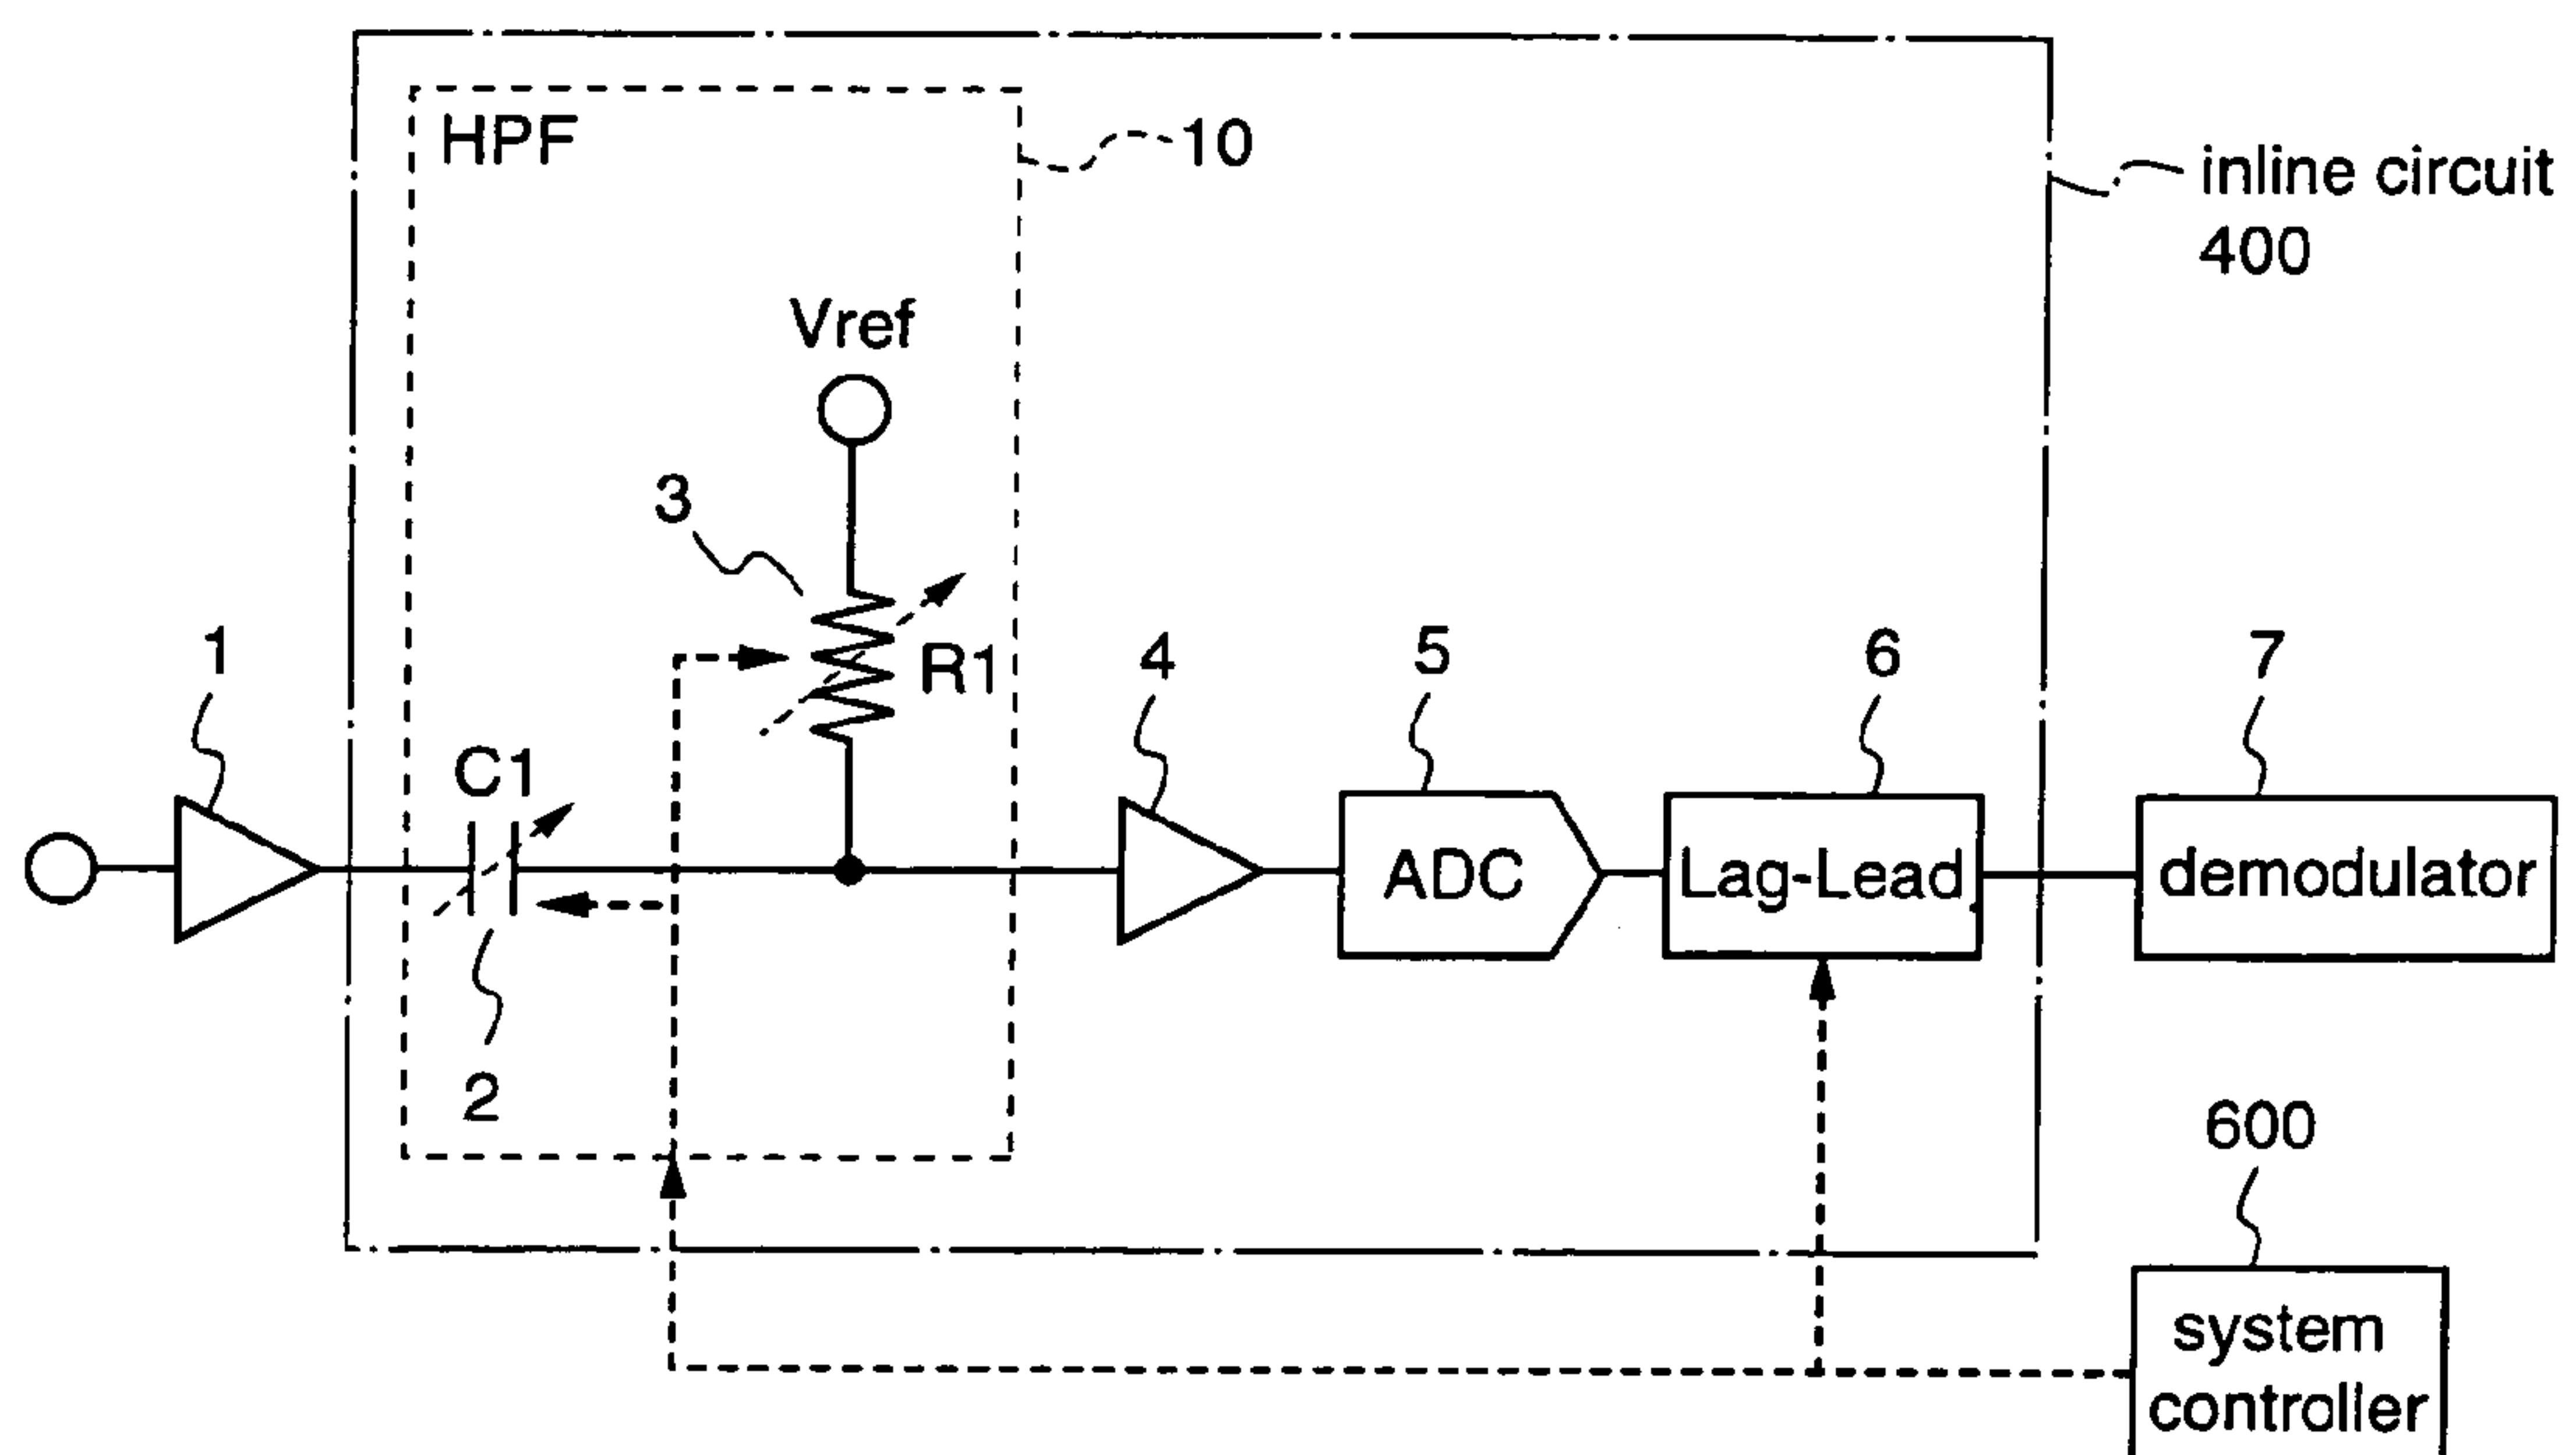 HPF
10
inline circuit
400
Vref
3
R1
1
C1
4
5
6
7
ADC
Lag-Lead
demodulator
2
600
system
controller